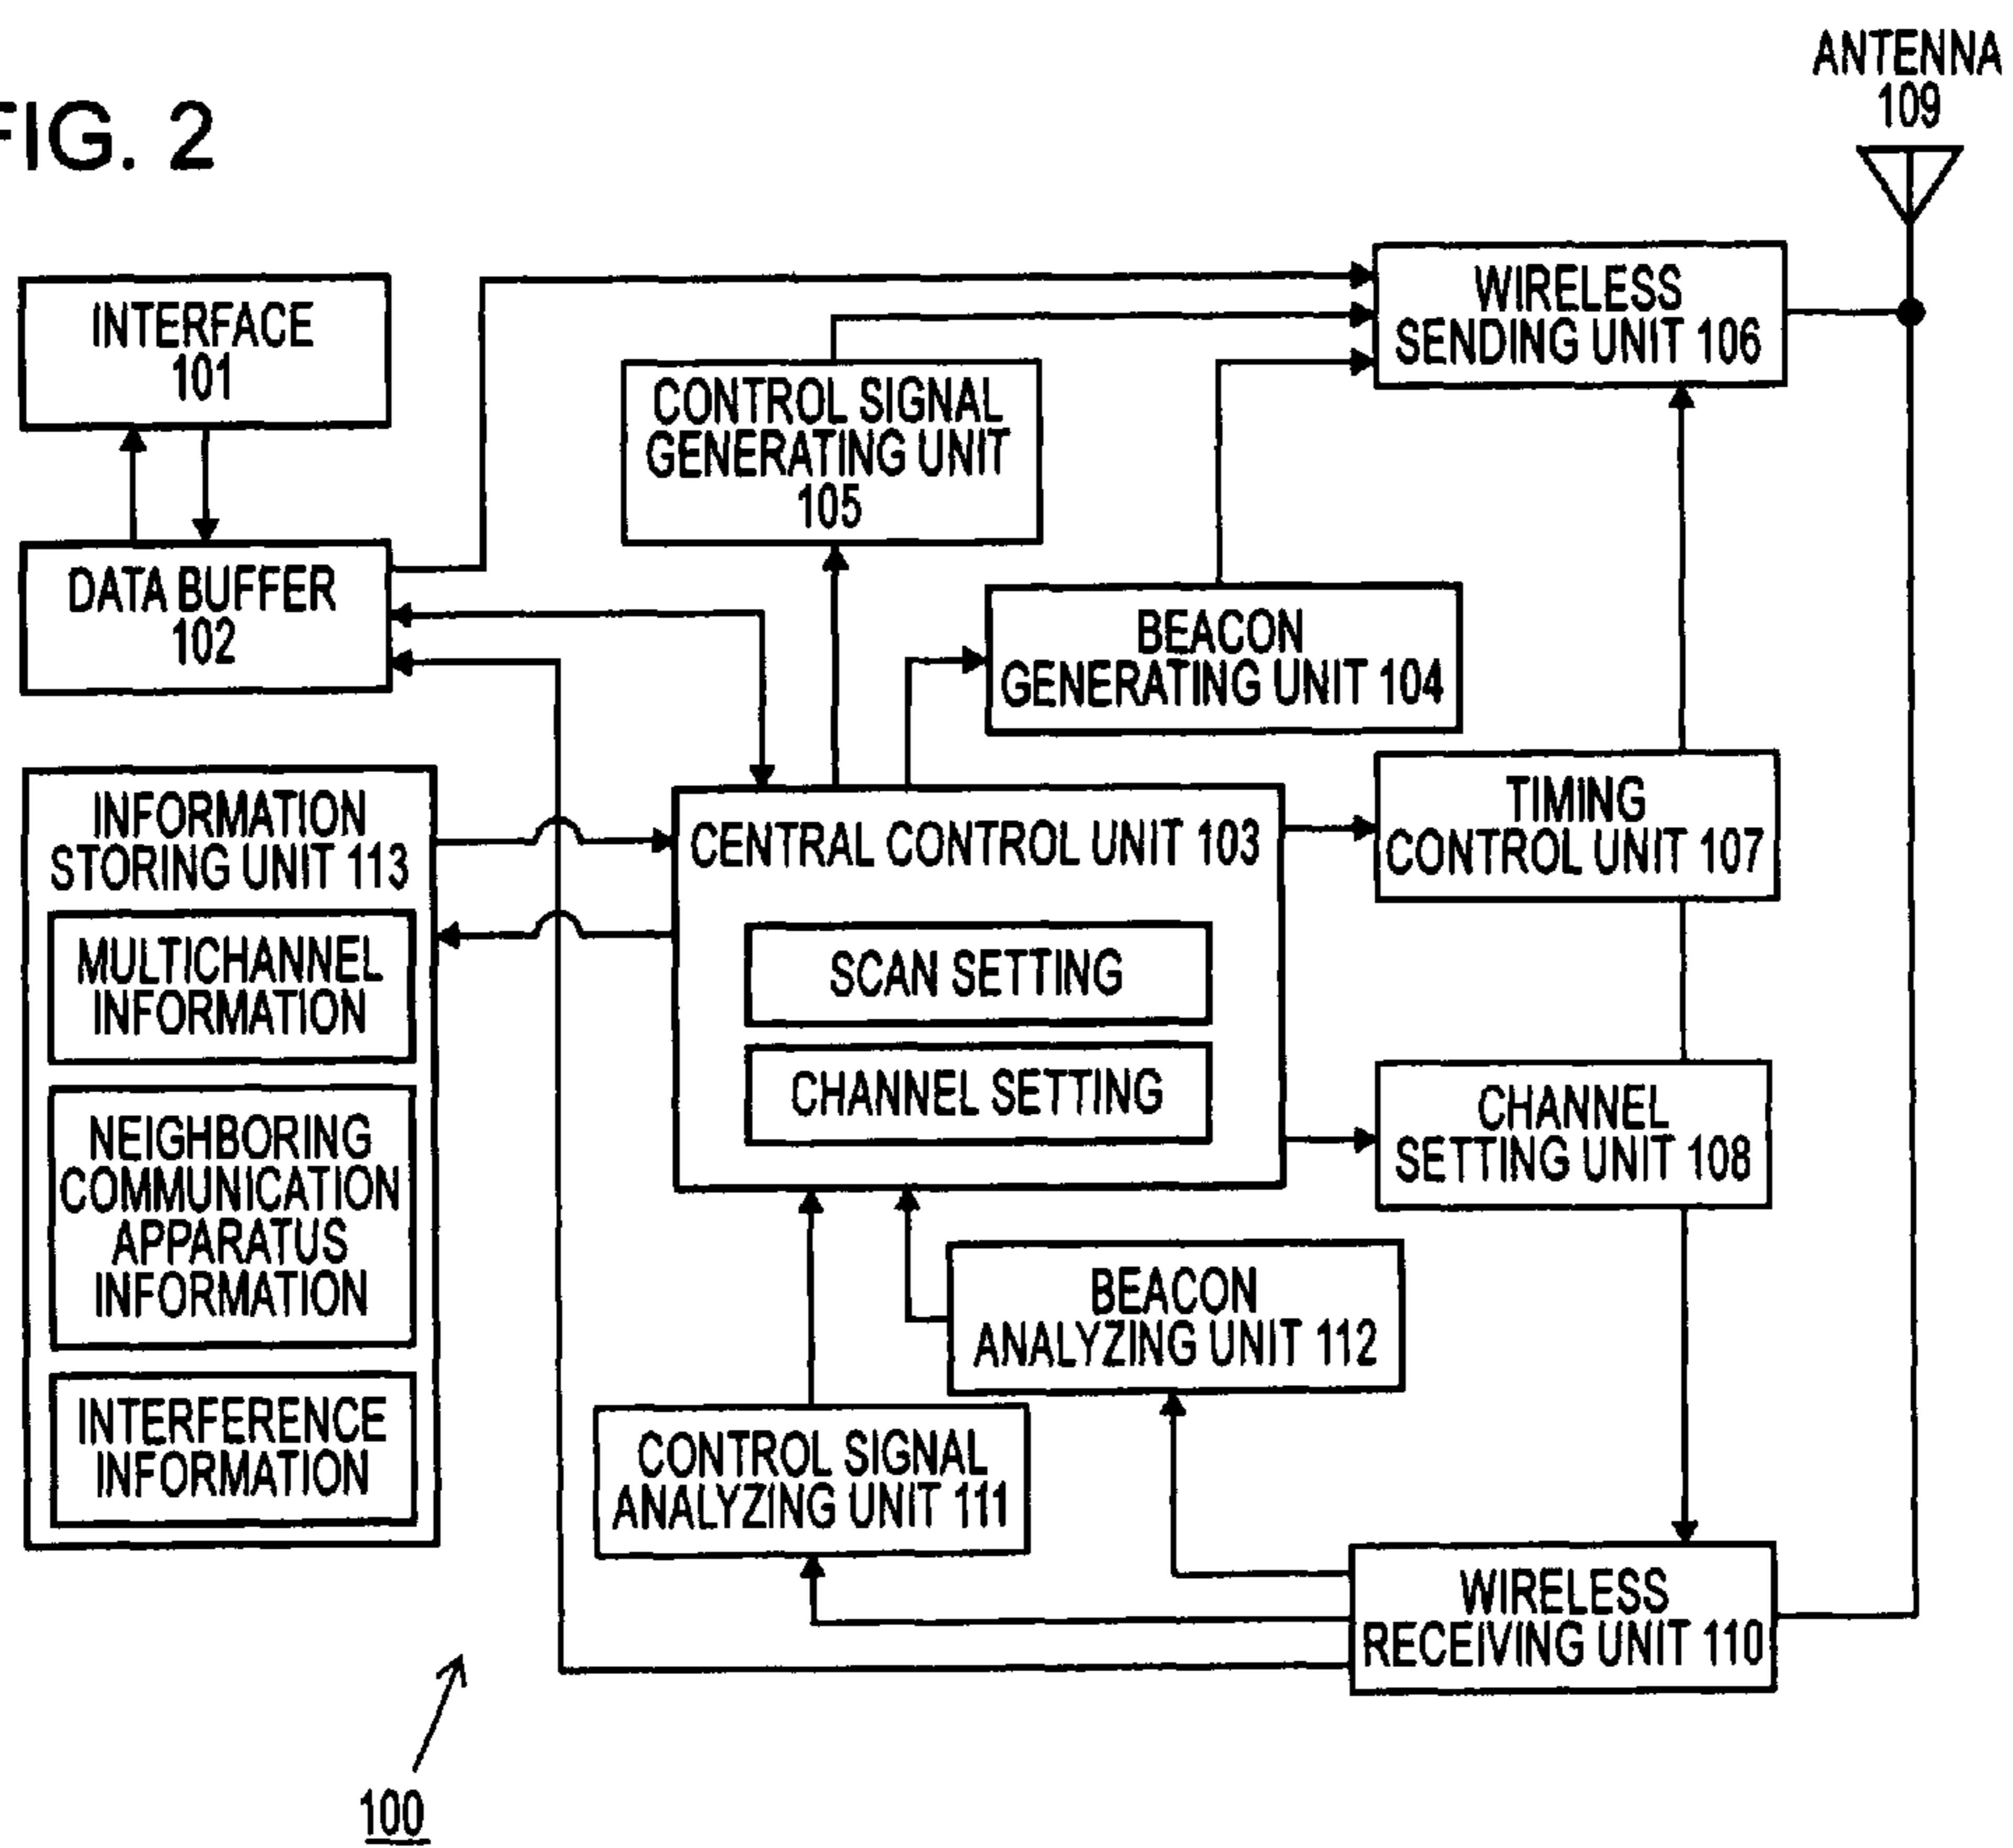 FIG. 2
ANTENNA
109
INTERFACE
101
WIRELESS
SENDING UNIT 106
CONTROL SIGNAL
GENERATING UNIT
105
DATA BUFFER
102
BEACON
GENERATING UNIT 104
INFORMATION
STORING UNIT 113
MULTICHANNEL
INFORMATION
NEIGHBORING
COMMUNICATION
APPARATUS
INFORMATION
INTERFERENCE
INFORMATION
CENTRAL CONTROL UNIT 103
SCAN SETTING
CHANNEL SETTING
TIMING
CONTROL UNIT 107
CHANNEL
SETTING UNIT 108
BEACON
ANALYZING UNIT 112
CONTROL SIGNAL
ANALYZING UNIT 111
WIRELESS
RECEIVING UNIT 110
100